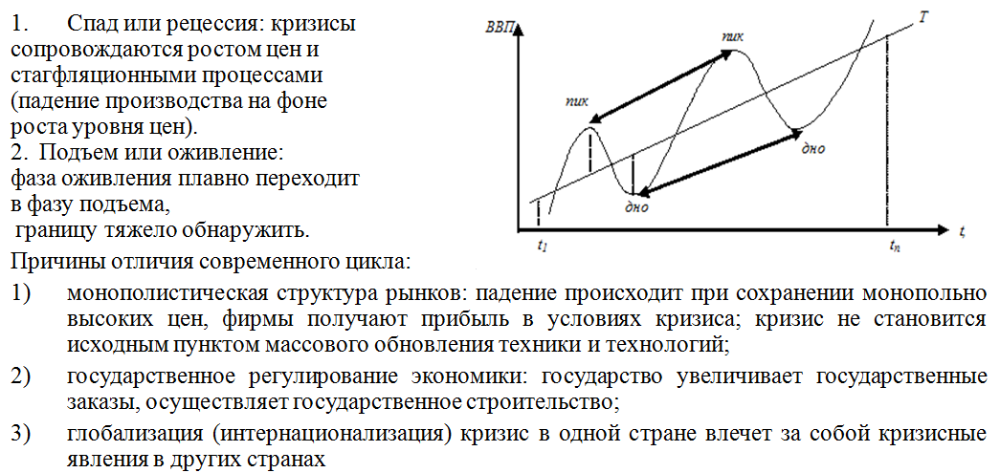 1. Спад или рецессия: кризисы
сопровождаются ростом цен и
стагфляционными процессами
(падение производства на фоне
роста уровня цен).
2. Подъем или оживление:
фаза оживления плавно переходит
в фазу подъема,
границу тяжело обнаружить.
ВВП
T
пик
пик
дно
дно
t1
tn
t,
Причины отличия современного цикла:
1) монополистическая структура рынков: падение происходит при сохранении монопольно
высоких цен, фирмы получают прибыль в условиях кризиса; кризис не становится
исходным пунктом массового обновления техники и технологий;
2) государственное регулирование экономики: государство увеличивает государственные
заказы, осуществляет государственное строительство;
3) глобализация (интернационализация) кризис в одной стране влечет за собой кризисные
явления в других странах